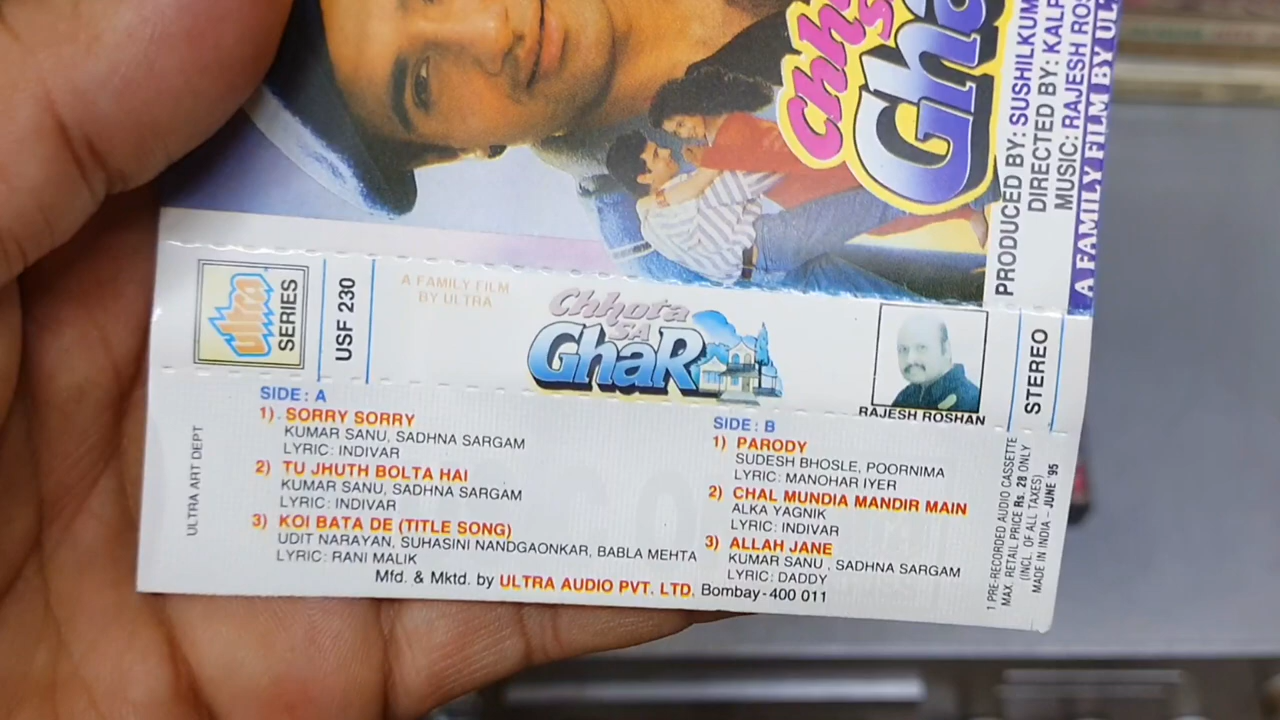 Chh
Gha
PRODUCED BY: SUSHILKUM
DIRECTED BY: KALP
MUSIC: RAJESH ROS
A FAMILY FILM BY UL
ultra
SERIES
USF 230
A FAMILY FILM
BY ULTRA
Chhota
SA
GhaR
RAJESH ROSHAN
STEREO
ULTRA ART DEPT
SIDE: A
1). SORRY SORRY
KUMAR SANU, SADHNA SARGAM
LYRIC: INDIVAR
2) TU JHUTH BOLTA HAI
KUMAR SANU, SADHNA SARGAM
LYRIC: INDIVAR
3) KOI BATA DE (TITLE SONG)
UDIT NARAYAN, SUHASINI NANDGAONKAR, BABLA MEHTA
LYRIC: RANI MALIK
SIDE: B
1) PARODY
SUDESH BHOSLE, POORNIMA
LYRIC: MANOHAR IYER
2) CHAL MUNDIA MANDIR MAIN
ALKA YAGNIK
LYRIC: INDIVAR
3) ALLAH JANE
KUMAR SANU, SADHNA SARGAM
LYRIC: DADDY
Mfd. & Mktd. by ULTRA AUDIO PVT. LTD. Bombay-400 011
1 PRE-RECORDED AUDIO CASSETTE
MAX. RETAIL PRICE Rs. 28 ONLY
(INCL. OF ALL TAXES)
MADE IN INDIA - JUNE '95